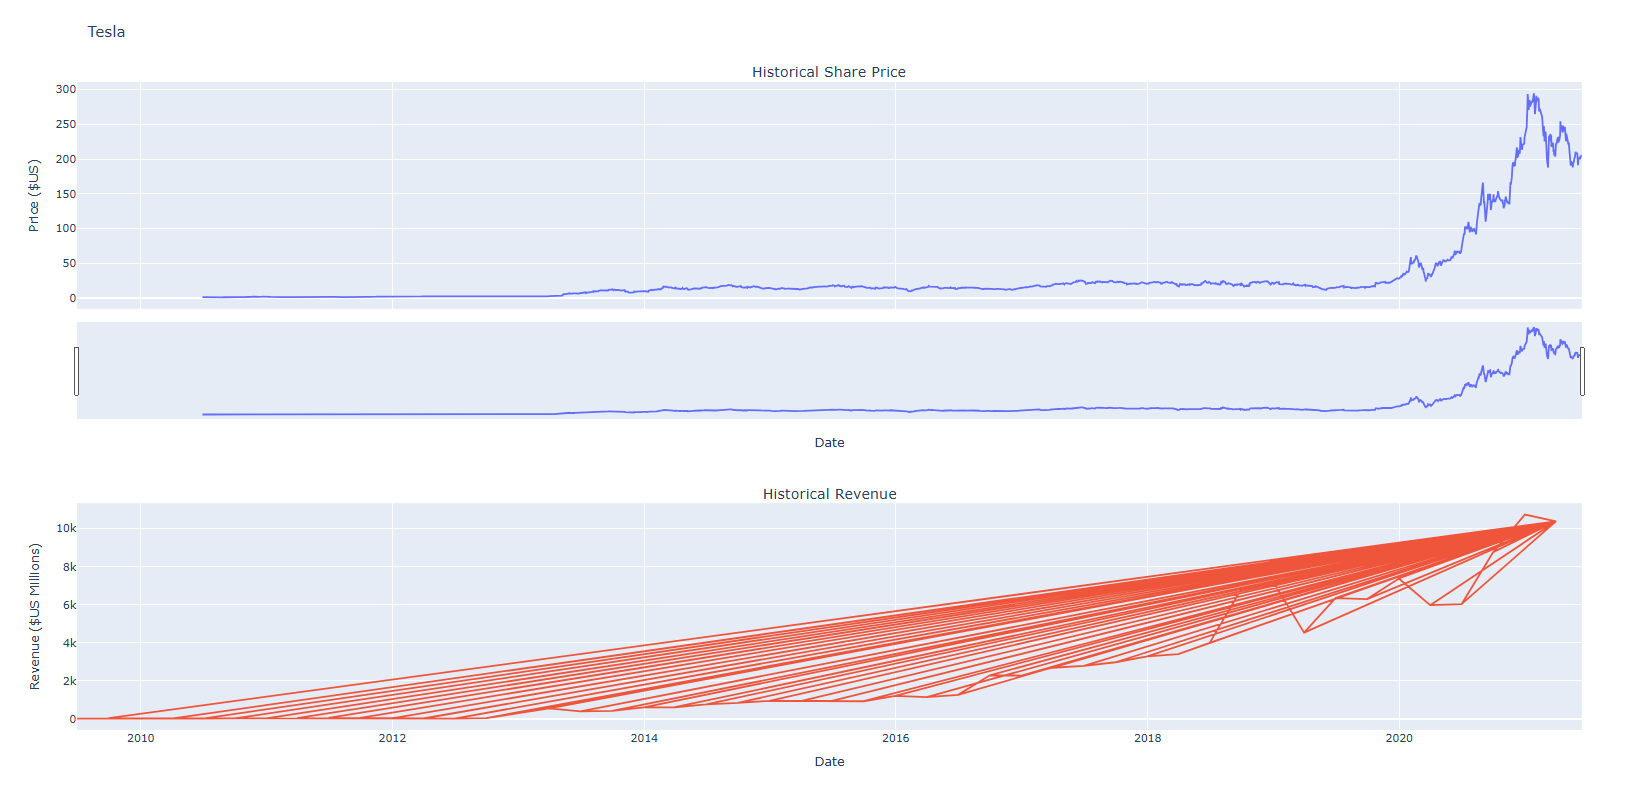 Tesla
Historical Share Price
Price ($US)
300
250
200
150
100
50
0
Date
Historical Revenue
Revenue ($US Millions)
10k
8k
6k
4k
2k
0
2010 2012 2014 2016 2018 2020
Date